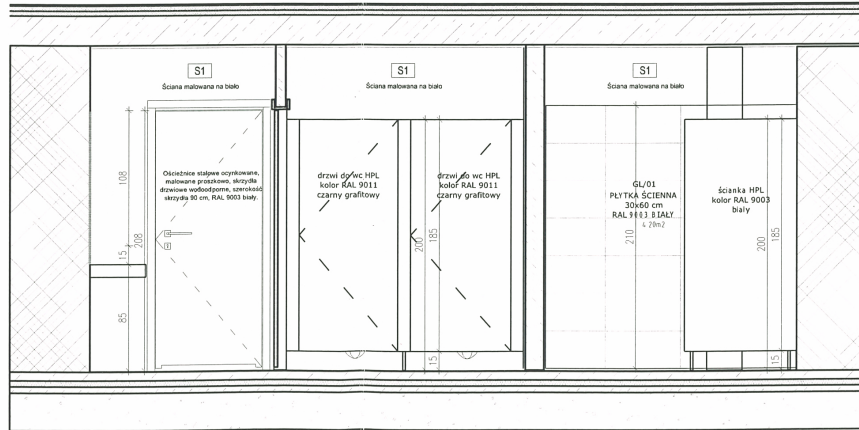 S1
Ściana malowana na biało
S1
Ściana malowana na biało
S1
Ściana malowana na biało
Ościeżnice stalowe ocynkowane,
malowane proszkowo, skrzydła
drzwiowe wodoodporne, szerokość
skrzydła 90 cm, RAL 9003 biały.
108
208
15
85
drzwi do wc HPL
kolor RAL 9011
czarny grafitowy
drzwi do wc HPL
kolor RAL 9011
czarny grafitowy
200
185
15
GL/01
PŁYTKA ŚCIENNA
30x60 cm
RAL 9003 BIAŁY
4 20m2
210
ścianka HPL
kolor RAL 9003
biały
200
185
15